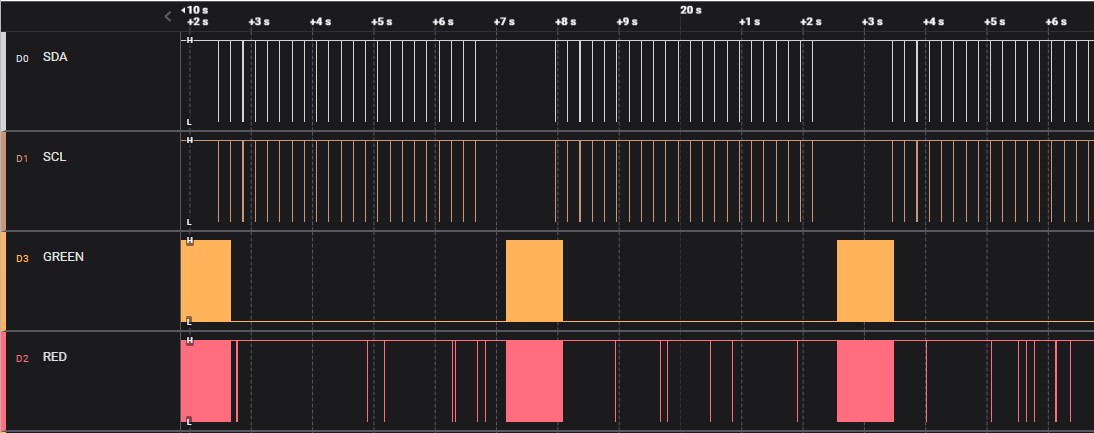 10 s 20 s
+2 s +3 s +4 s +5 s +6 s +7 s +8 s +9 s +1 s +2 s +3 s +4 s +5 s +6 s
H
D0 SDA
L
H
D1 SCL
L
H
D3 GREEN
L
H
D2 RED
L